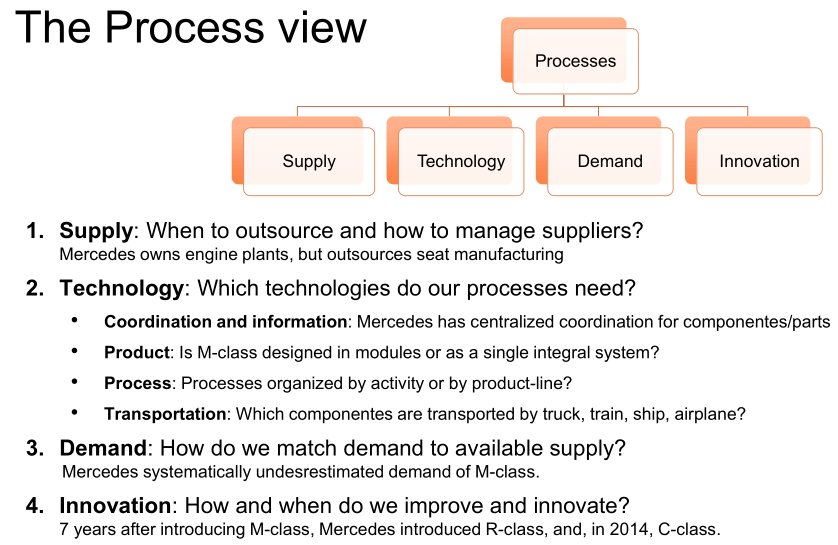 The Process view
Processes
Supply
Technology
Demand
Innovation
1. Supply: When to outsource and how to manage suppliers?
Mercedes owns engine plants, but outsources seat manufacturing
2. Technology: Which technologies do our processes need?
• Coordination and information: Mercedes has centralized coordination for componentes/parts
• Product: Is M-class designed in modules or as a single integral system?
• Process: Processes organized by activity or by product-line?
• Transportation: Which componentes are transported by truck, train, ship, airplane?
3. Demand: How do we match demand to available supply?
Mercedes systematically undesrestimated demand of M-class.
4. Innovation: How and when do we improve and innovate?
7 years after introducing M-class, Mercedes introduced R-class, and, in 2014, C-class.